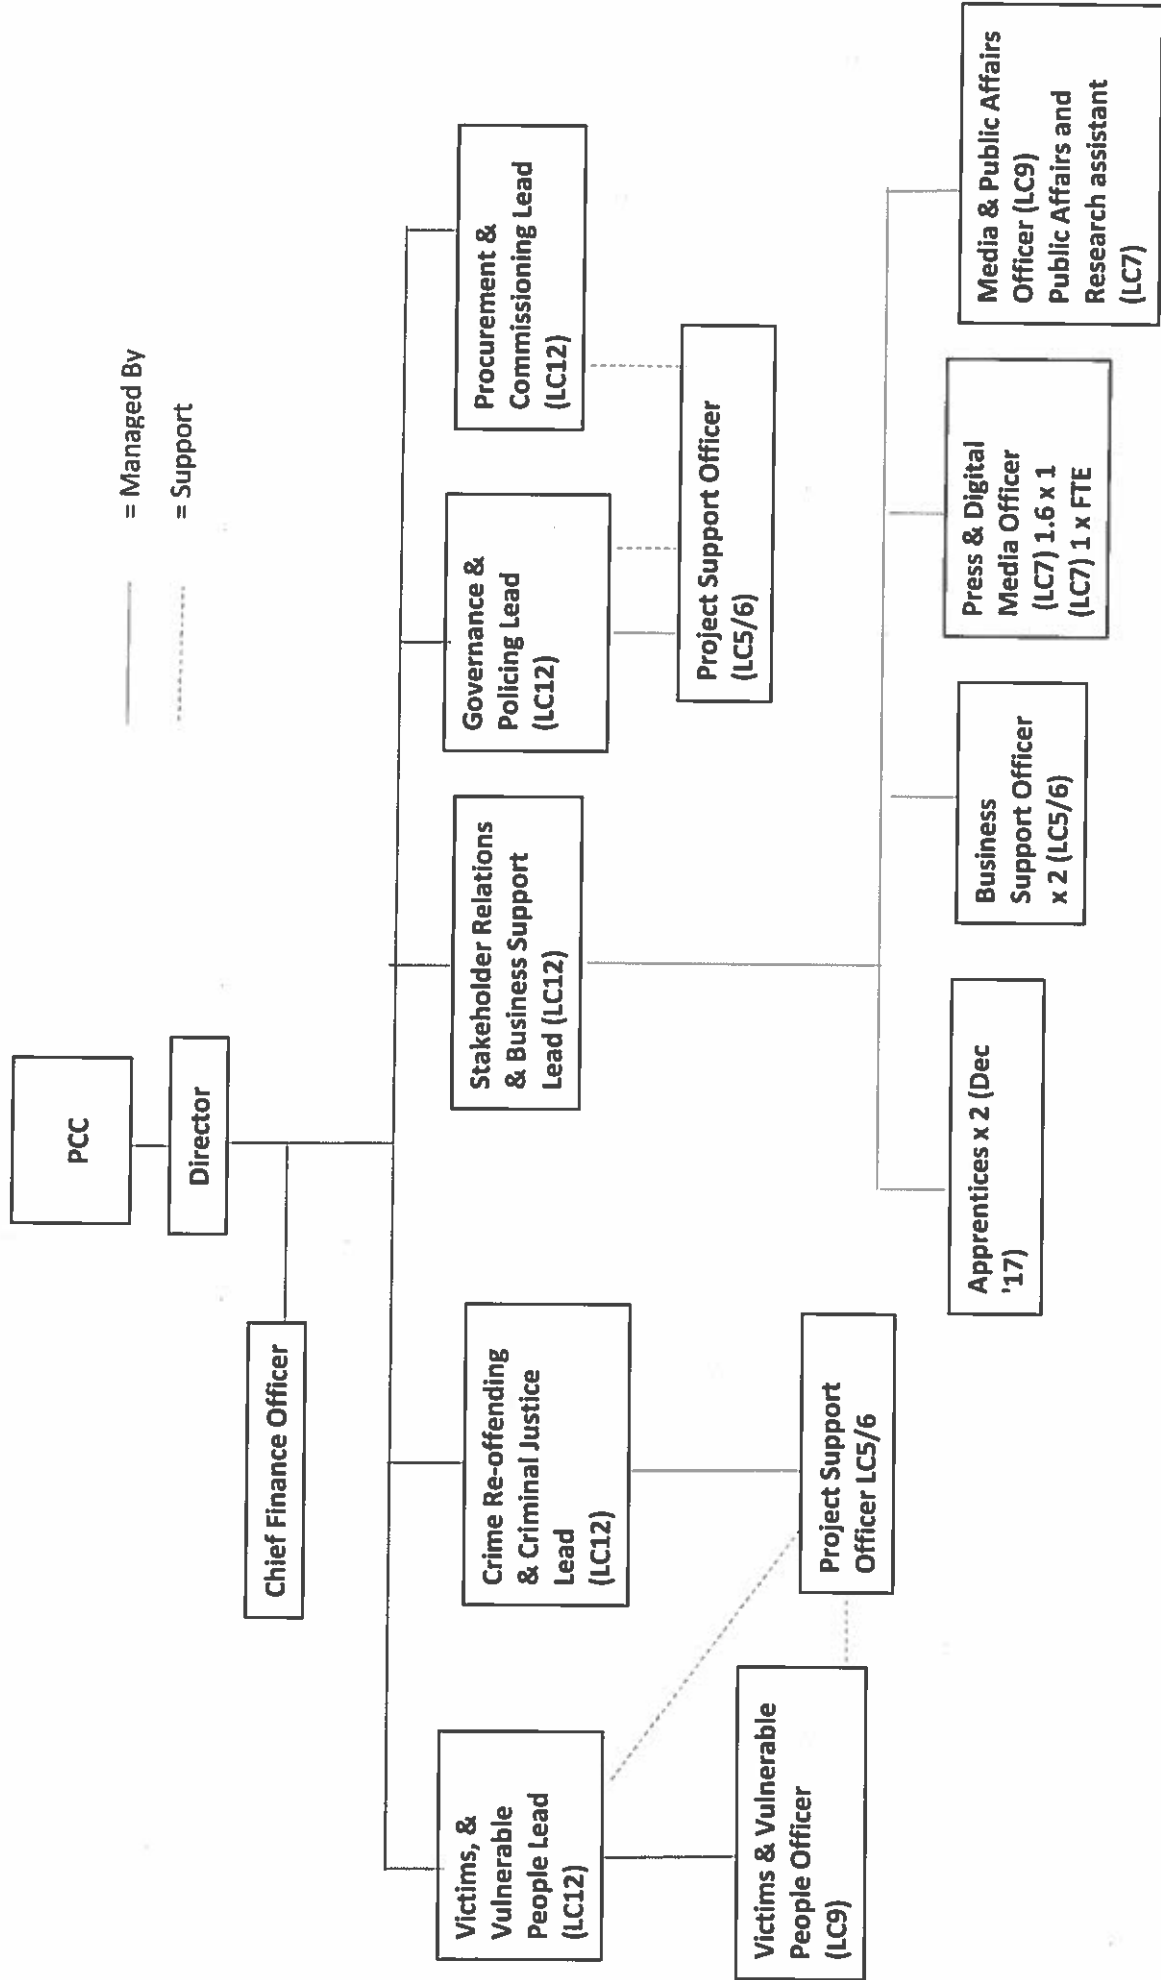 PCC
= Managed By
= Support
Director
Chief Finance Officer
Victims, &
Vulnerable
People Lead
(LC12)
Crime Re-offending
& Criminal Justice
Lead
(LC12)
Stakeholder Relations
& Business Support
Lead (LC12)
Governance &
Policing Lead
(LC12)
Procurement &
Commissioning Lead
(LC12)
Victims & Vulnerable
People Officer
(LC9)
Project Support
Officer LC5/6
Project Support Officer
(LC5/6)
Apprentices x 2 (Dec
'17)
Business
Support Officer
x 2 (LC5/6)
Press & Digital
Media Officer
(LC7) 1.6 x 1
(LC7) 1 x FTE
Media & Public Affairs
Officer (LC9)
Public Affairs and
Research assistant
(LC7)